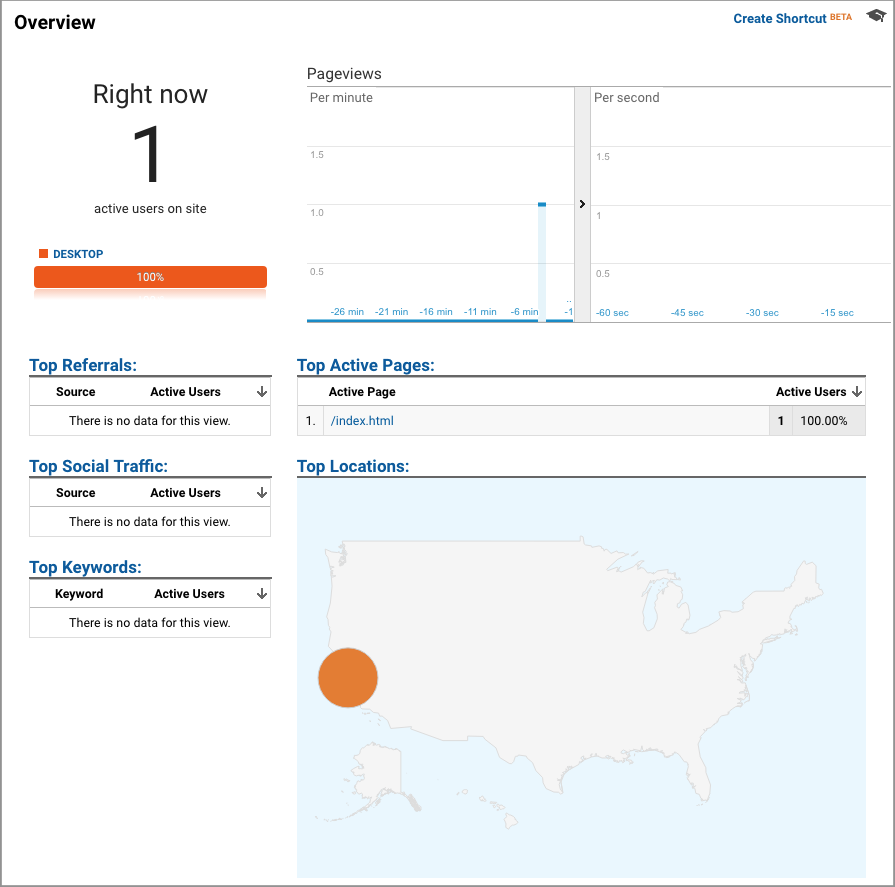 Overview
Create Shortcut BETA
Right now
1
active users on site
DESKTOP
100%
Pageviews
Per minute
1.5
1.0
0.5
-26 min -21 min -16 min -11 min -6 min -1
..
Per second
1.5
1
0.5
-60 sec -45 sec -30 sec -15 sec
Top Referrals:
Source Active Users
There is no data for this view.
Top Social Traffic:
Source Active Users
There is no data for this view.
Top Keywords:
Keyword Active Users
There is no data for this view.
Top Active Pages:
Active Page Active Users
1. /index.html 1 100.00%
Top Locations: